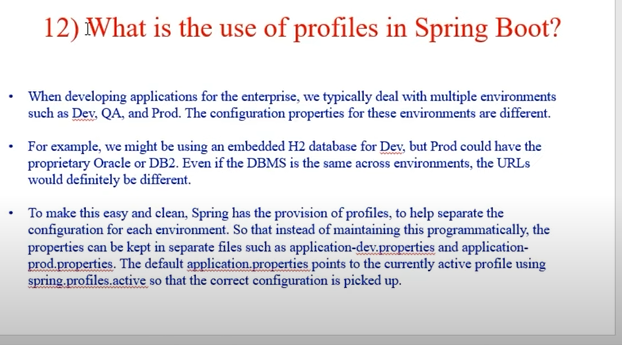 12) What is the use of profiles in Spring Boot?
• When developing applications for the enterprise, we typically deal with multiple environments
such as Dev, QA, and Prod. The configuration properties for these environments are different.
• For example, we might be using an embedded H2 database for Dev, but Prod could have the
proprietary Oracle or DB2. Even if the DBMS is the same across environments, the URLs
would definitely be different.
• To make this easy and clean, Spring has the provision of profiles, to help separate the
configuration for each environment. So that instead of maintaining this programmatically, the
properties can be kept in separate files such as application-dev.properties and application-
prod.properties. The default application.properties points to the currently active profile using
spring.profiles.active so that the correct configuration is picked up.